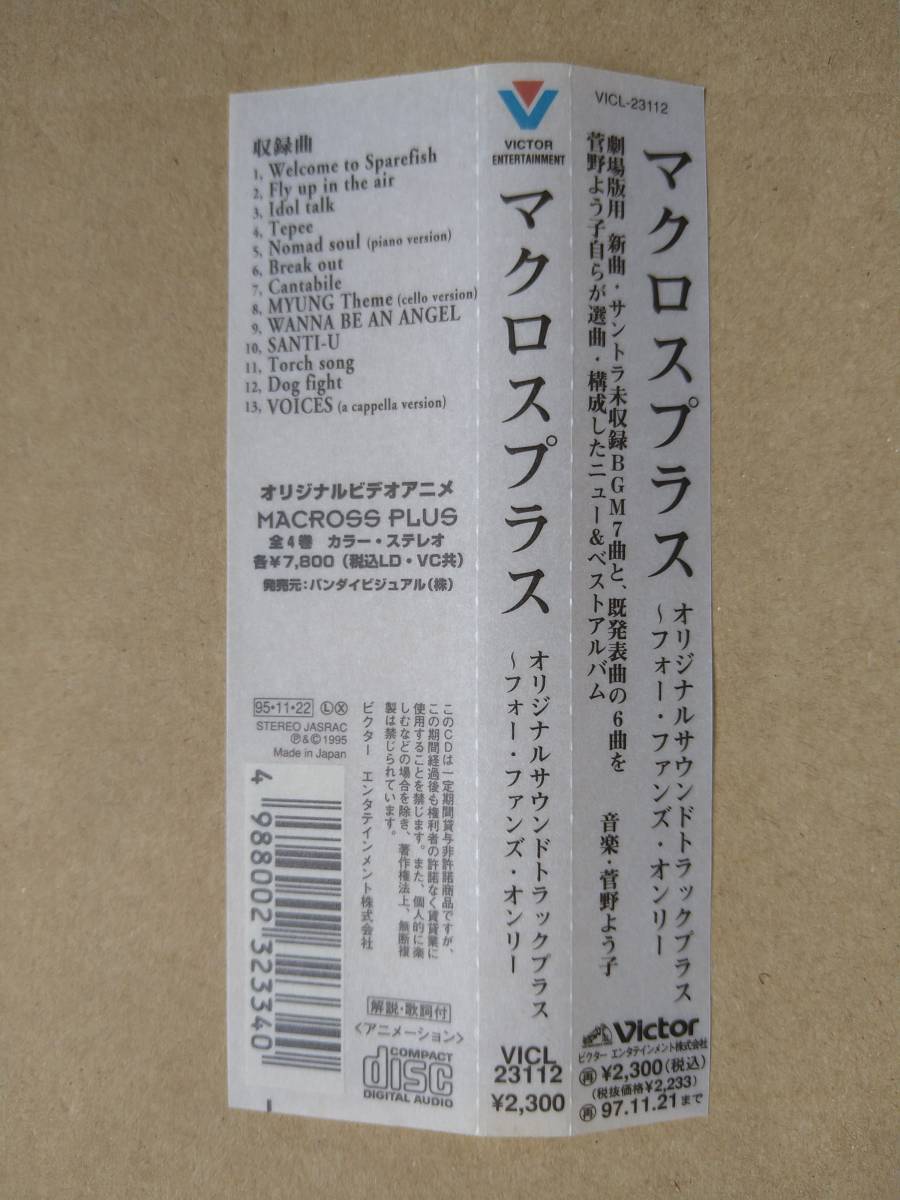 収録曲
1, Welcome to Sparefish
2, Fly up in the air
3, Idol talk
4, Tepee
5, Nomad soul (piano version)
6, Break out
7, Cantabile
8, MYUNG Theme (cello version)
9, WANNA BE AN ANGEL
10, SANTI-U
11, Torch song
12, Dog fight
13, VOICES (a cappella version)
オリジナルビデオアニメ
MACROSS PLUS
全4巻 カラー・ステレオ
各¥7,800(税込LD・VC共)
発売元:バンダイビジュアル(株)
95・11・22 Ⓛ Ⓧ
STEREO JASRAC
Ⓟ&©1995
Made in Japan
4 988002 323340
このCDは一定期間貸与非許諾商品ですが、
この期間経過後も権利者の許諾なく賃貸業に
使用することを禁じます。また、個人的に楽
しむなどの場合を除き、著作権法上、無断複
製は禁じられています。
ビクター エンタテインメント株式会社
解説・歌詞付
<アニメーション>
COMPACT
disc
DIGITAL AUDIO
VICTOR
ENTERTAINMENT
マクロスプラス
オリジナルサウンドトラックプラス
~フォー・ファンズ・オンリー
VICL
23112
¥2,300
VICL-23112
マクロスプラス
オリジナルサウンドトラックプラス
~フォー・ファンズ・オンリー
劇場版用 新曲・サントラ未収録BGM7曲と、既発表曲の6曲を
菅野よう子自らが選曲・構成したニュー&ベストアルバム
音楽・菅野よう子
Victor
ビクター エンタテインメント株式会社
再 ¥2,300(税込)
(税抜価格¥2,233)
再 97.11.21まで